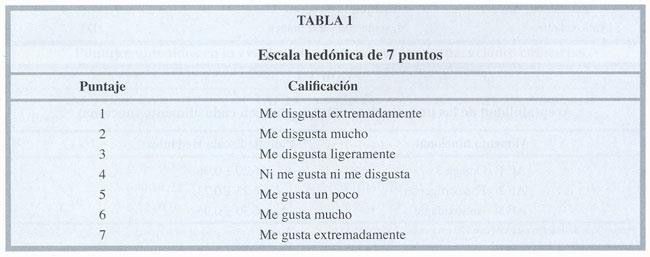 TABLA 1
Escala hedónica de 7 puntos
Puntaje Calificación
1 Me disgusta extremadamente
2 Me disgusta mucho
3 Me disgusta ligeramente
4 Ni me gusta ni me disgusta
5 Me gusta un poco
6 Me gusta mucho
7 Me gusta extremadamente